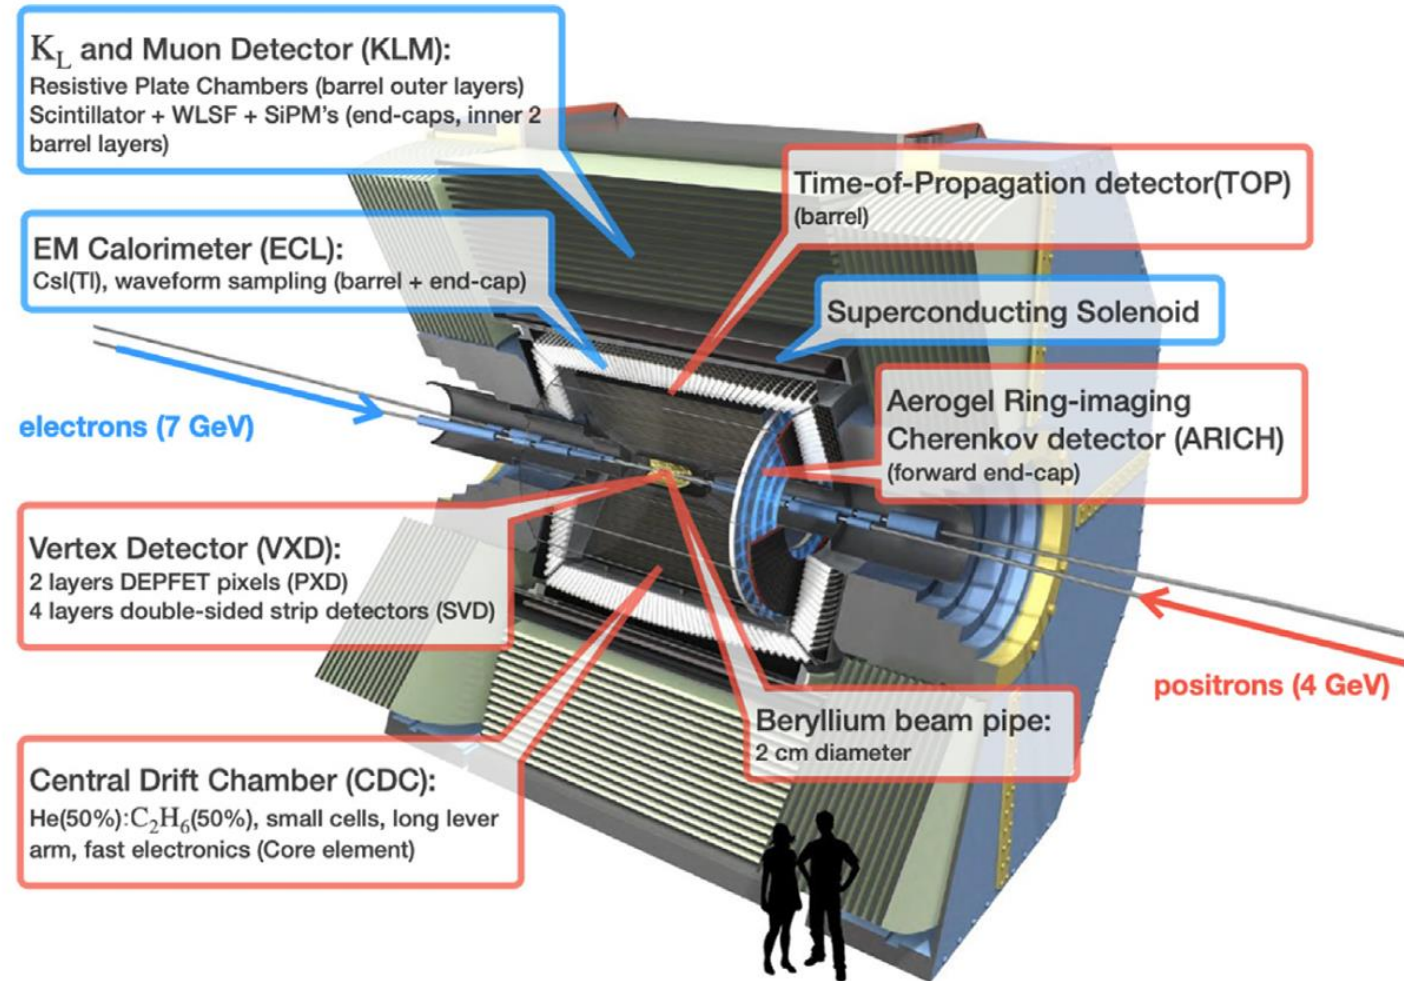 K_L and Muon Detector (KLM):
Resistive Plate Chambers (barrel outer layers)
Scintillator + WLSF + SiPM's (end-caps, inner 2
barrel layers)
Time-of-Propagation detector(TOP)
(barrel)
EM Calorimeter (ECL):
CsI(Tl), waveform sampling (barrel + end-cap)
Superconducting Solenoid
electrons (7 GeV)
Aerogel Ring-imaging
Cherenkov detector (ARICH)
(forward end-cap)
Vertex Detector (VXD):
2 layers DEPFET pixels (PXD)
4 layers double-sided strip detectors (SVD)
positrons (4 GeV)
Beryllium beam pipe:
2 cm diameter
Central Drift Chamber (CDC):
He(50%):C₂H₆(50%), small cells, long lever
arm, fast electronics (Core element)